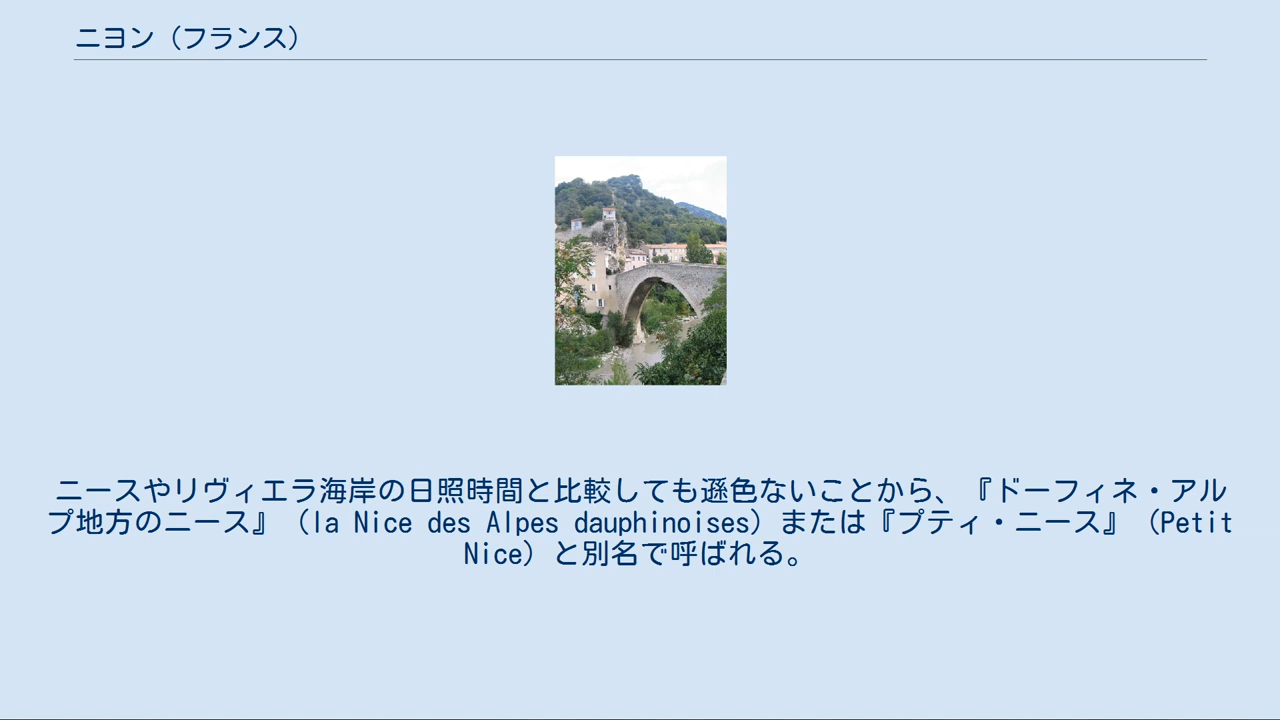 ニヨン（フランス）
ニースやリヴィエラ海岸の日照時間と比較しても遜色ないことから、『ドーフィネ・アル
プ地方のニース』（la Nice des Alpes dauphinoises）または『プティ・ニース』（Petit
Nice）と別名で呼ばれる。